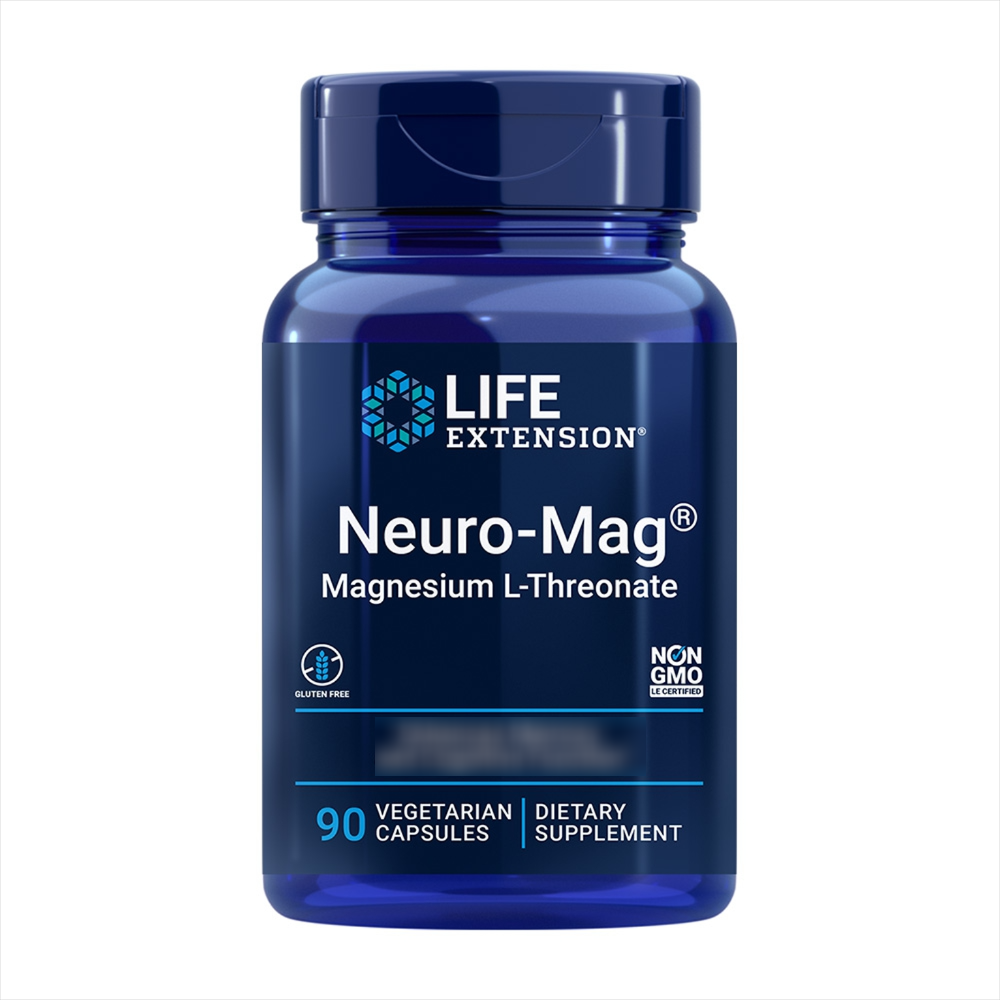 LIFE
EXTENSION®
Neuro-Mag®
Magnesium L-Threonate
GLUTEN FREE
NON
GMO
LE CERTIFIED
90 VEGETARIAN CAPSULES
DIETARY SUPPLEMENT